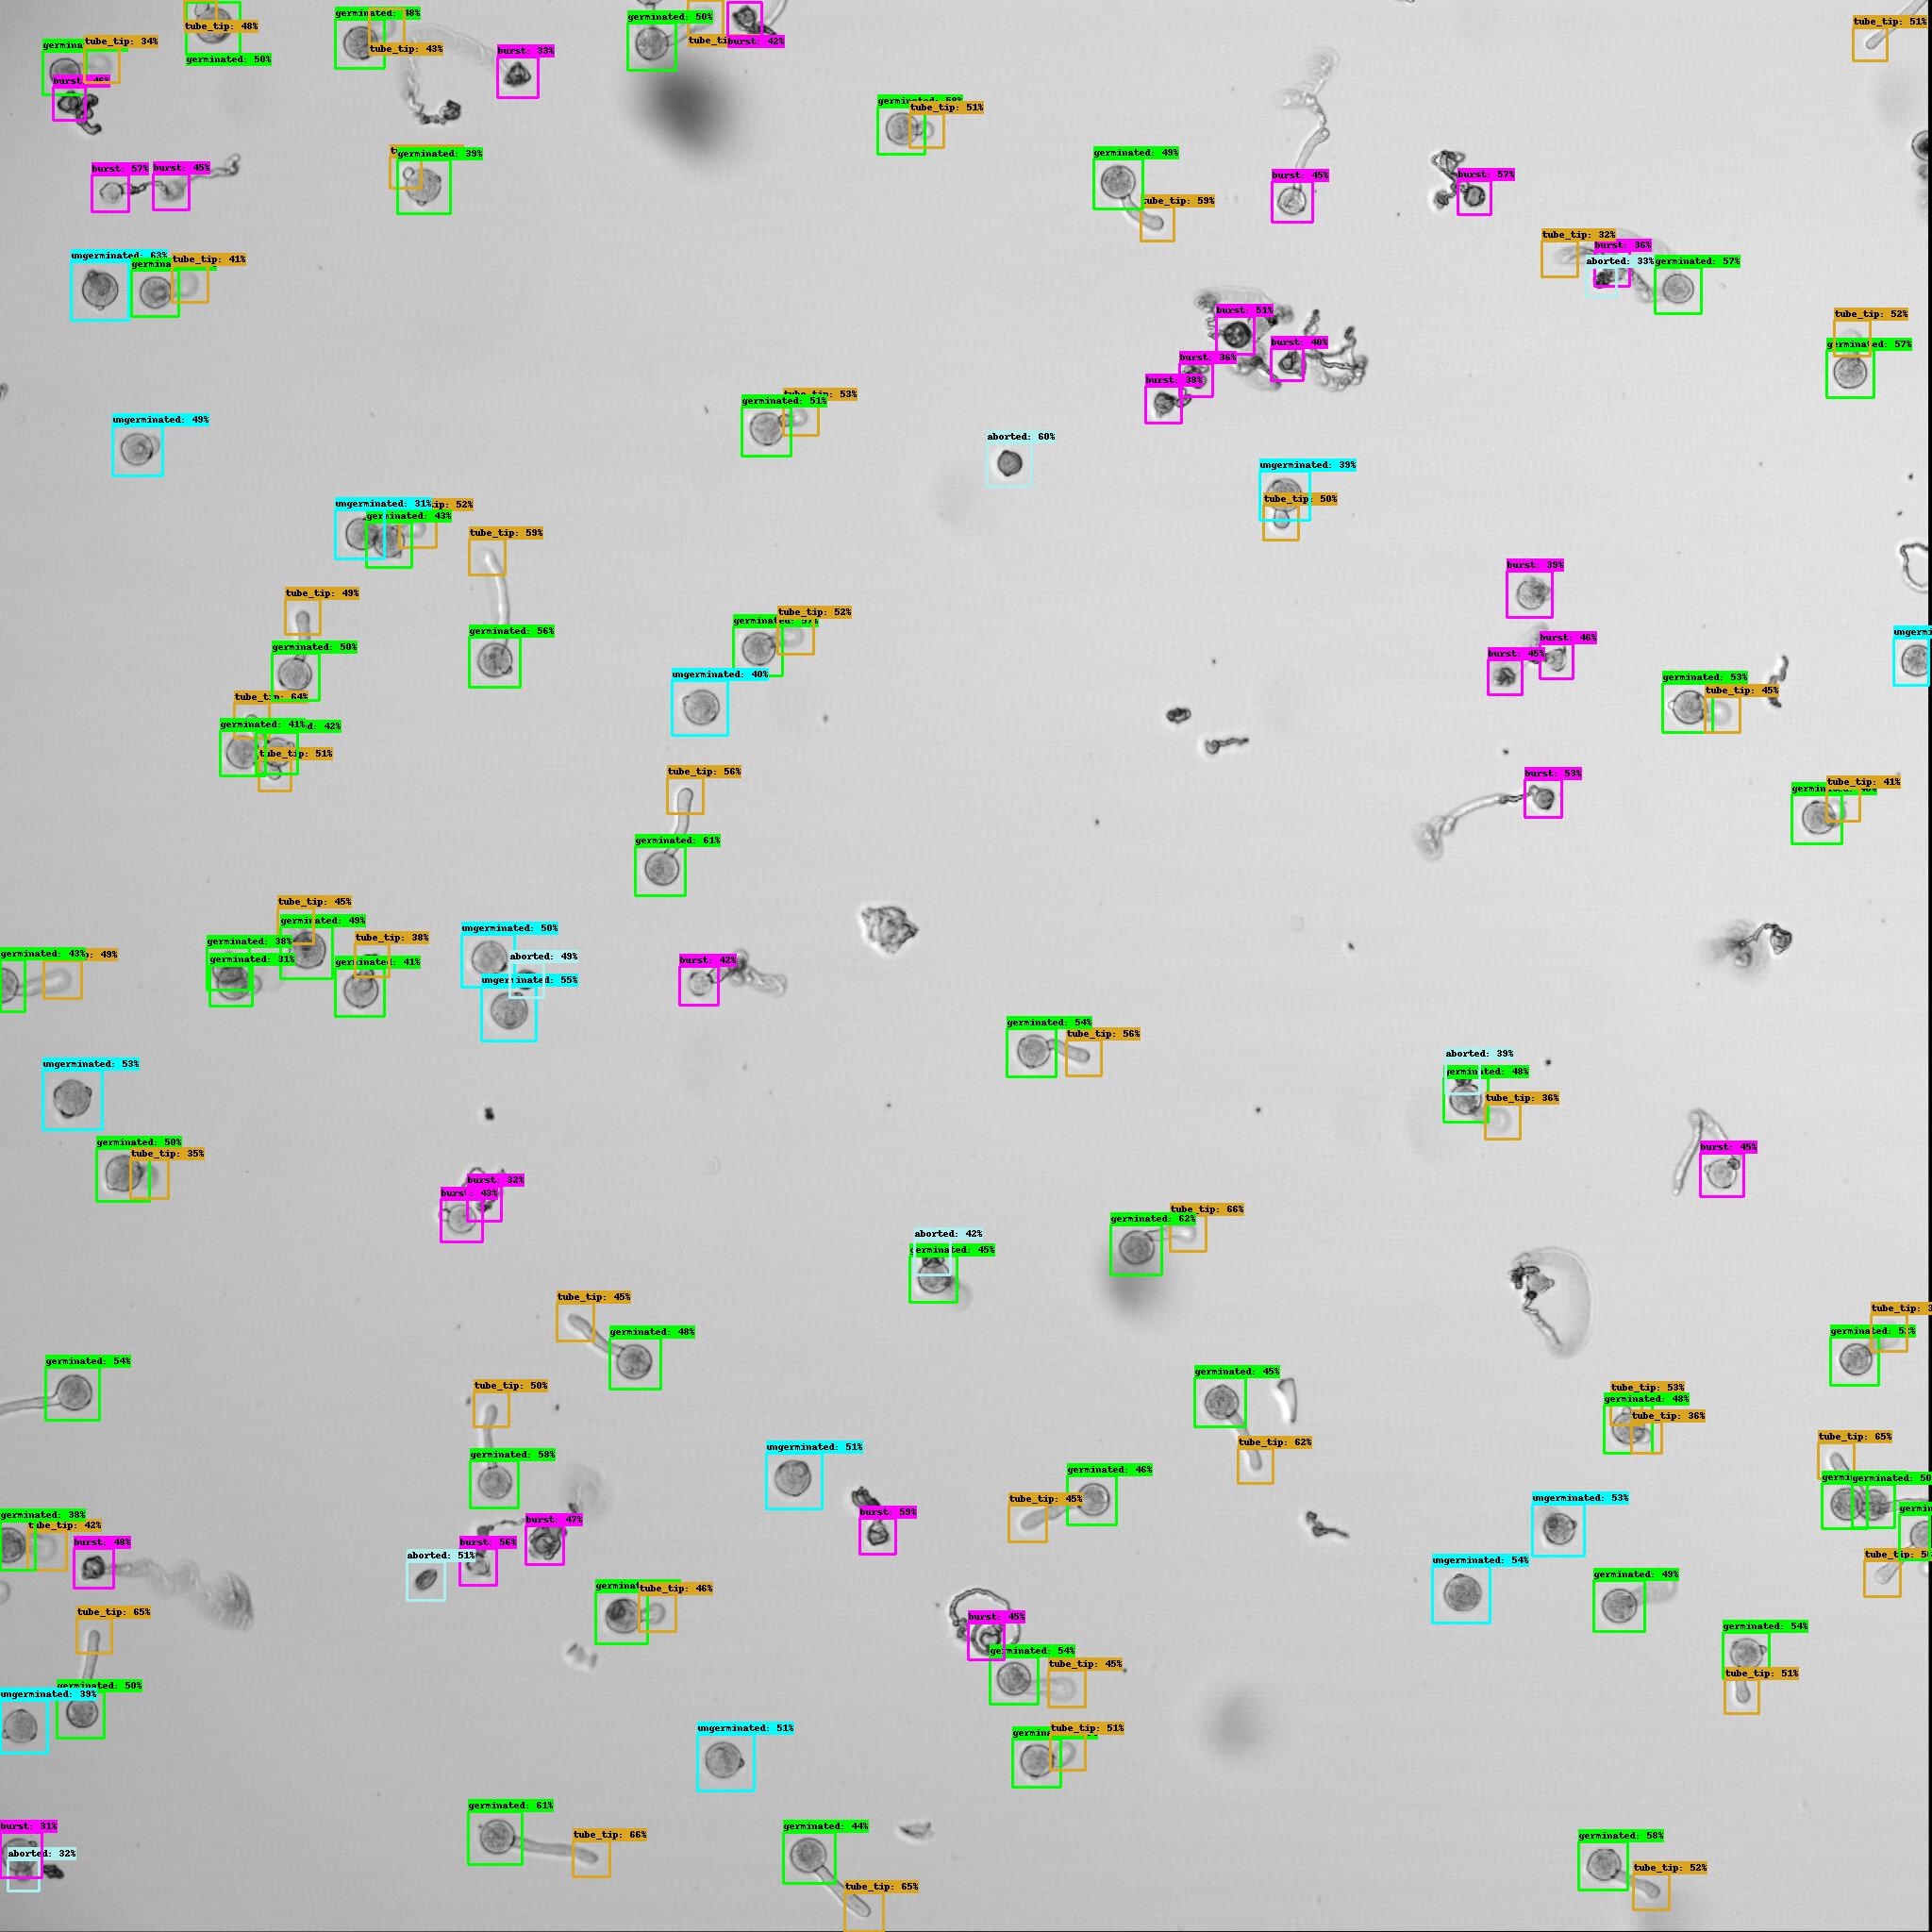 germinated: 48%
tube_tip: 48%
germinated: 50%
tube_tip: 34%
tube_tip: 43%
burst: 33%
germinated: 50%
burst: 42%
tube_tip: 51%
tube_tip: 51%
germinated: 49%
germinated: 39%
burst: 57%
burst: 45%
burst: 45%
burst: 57%
tube_tip: 59%
tube_tip: 32%
burst: 36%
aborted: 33%
germinated: 57%
ungerminated: 63%
tube_tip: 41%
burst: 51%
tube_tip: 52%
burst: 40%
germinated: 57%
burst: 36%
burst: 38%
tube_tip: 53%
germinated: 51%
ungerminated: 49%
aborted: 60%
ungerminated: 39%
tube_tip: 50%
ungerminated: 31%
germinated: 43%
tube_tip: 59%
burst: 39%
tube_tip: 49%
tube_tip: 52%
germinated: 56%
burst: 46%
germinated: 50%
burst: 45%
ungerminated: 40%
germinated: 53%
tube_tip: 45%
tube_tip: 64%
germinated: 41%
tube_tip: 51%
tube_tip: 56%
burst: 53%
tube_tip: 41%
germinated: 61%
tube_tip: 45%
germinated: 49%
ungerminated: 50%
tube_tip: 38%
germinated: 38%
germinated: 43%
aborted: 49%
germinated: 31%
germinated: 41%
burst: 42%
ungerminated: 55%
germinated: 54%
tube_tip: 56%
aborted: 39%
ungerminated: 53%
germinated: 48%
tube_tip: 36%
germinated: 50%
tube_tip: 35%
burst: 45%
burst: 32%
burst: 43%
tube_tip: 66%
germinated: 62%
aborted: 42%
germinated: 45%
tube_tip: 45%
germinated: 48%
germinated: 54%
germinated: 45%
tube_tip: 50%
tube_tip: 53%
germinated: 48%
tube_tip: 36%
tube_tip: 65%
tube_tip: 62%
ungerminated: 51%
germinated: 58%
germinated: 46%
tube_tip: 45%
ungerminated: 53%
germinated: 38%
tube_tip: 42%
burst: 59%
burst: 47%
burst: 48%
burst: 56%
aborted: 51%
ungerminated: 54%
germinated: 49%
tube_tip: 46%
tube_tip: 65%
burst: 45%
germinated: 54%
germinated: 54%
tube_tip: 45%
tube_tip: 51%
germinated: 50%
ungerminated: 39%
ungerminated: 51%
tube_tip: 51%
germinated: 61%
germinated: 44%
burst: 31%
tube_tip: 66%
germinated: 58%
aborted: 32%
tube_tip: 52%
tube_tip: 65%